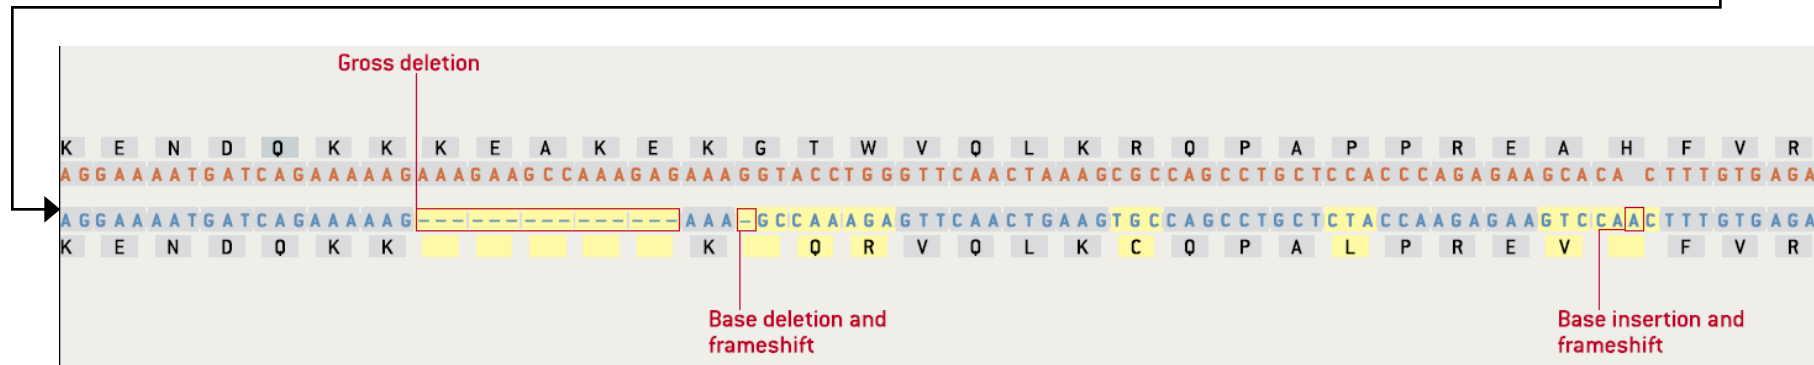 Gross deletion
K E N D Q K K K E A K E K G T W V Q L K R Q P A P P R E A H F V R
AGGAAAATGATCAGAAAAAGAAAGAAGCCAAAGAGAAAGGTACCTGGGTTCAACTAAAGCGCCAGCCTGCTCCACCCAGAGAAGCACA CTTTGTGAGA
AGGAAAATGATCAGAAAAAG---------------AAA-GCCAAAGAGTTCAACTGAAGTGCCAGCCTGCTCTACCAAGAGAAGTCCAACTTTGTGAGA
K E N D Q K K K Q R V Q L K C Q P A L P R E V F V R
Base deletion and
frameshift
Base insertion and
frameshift